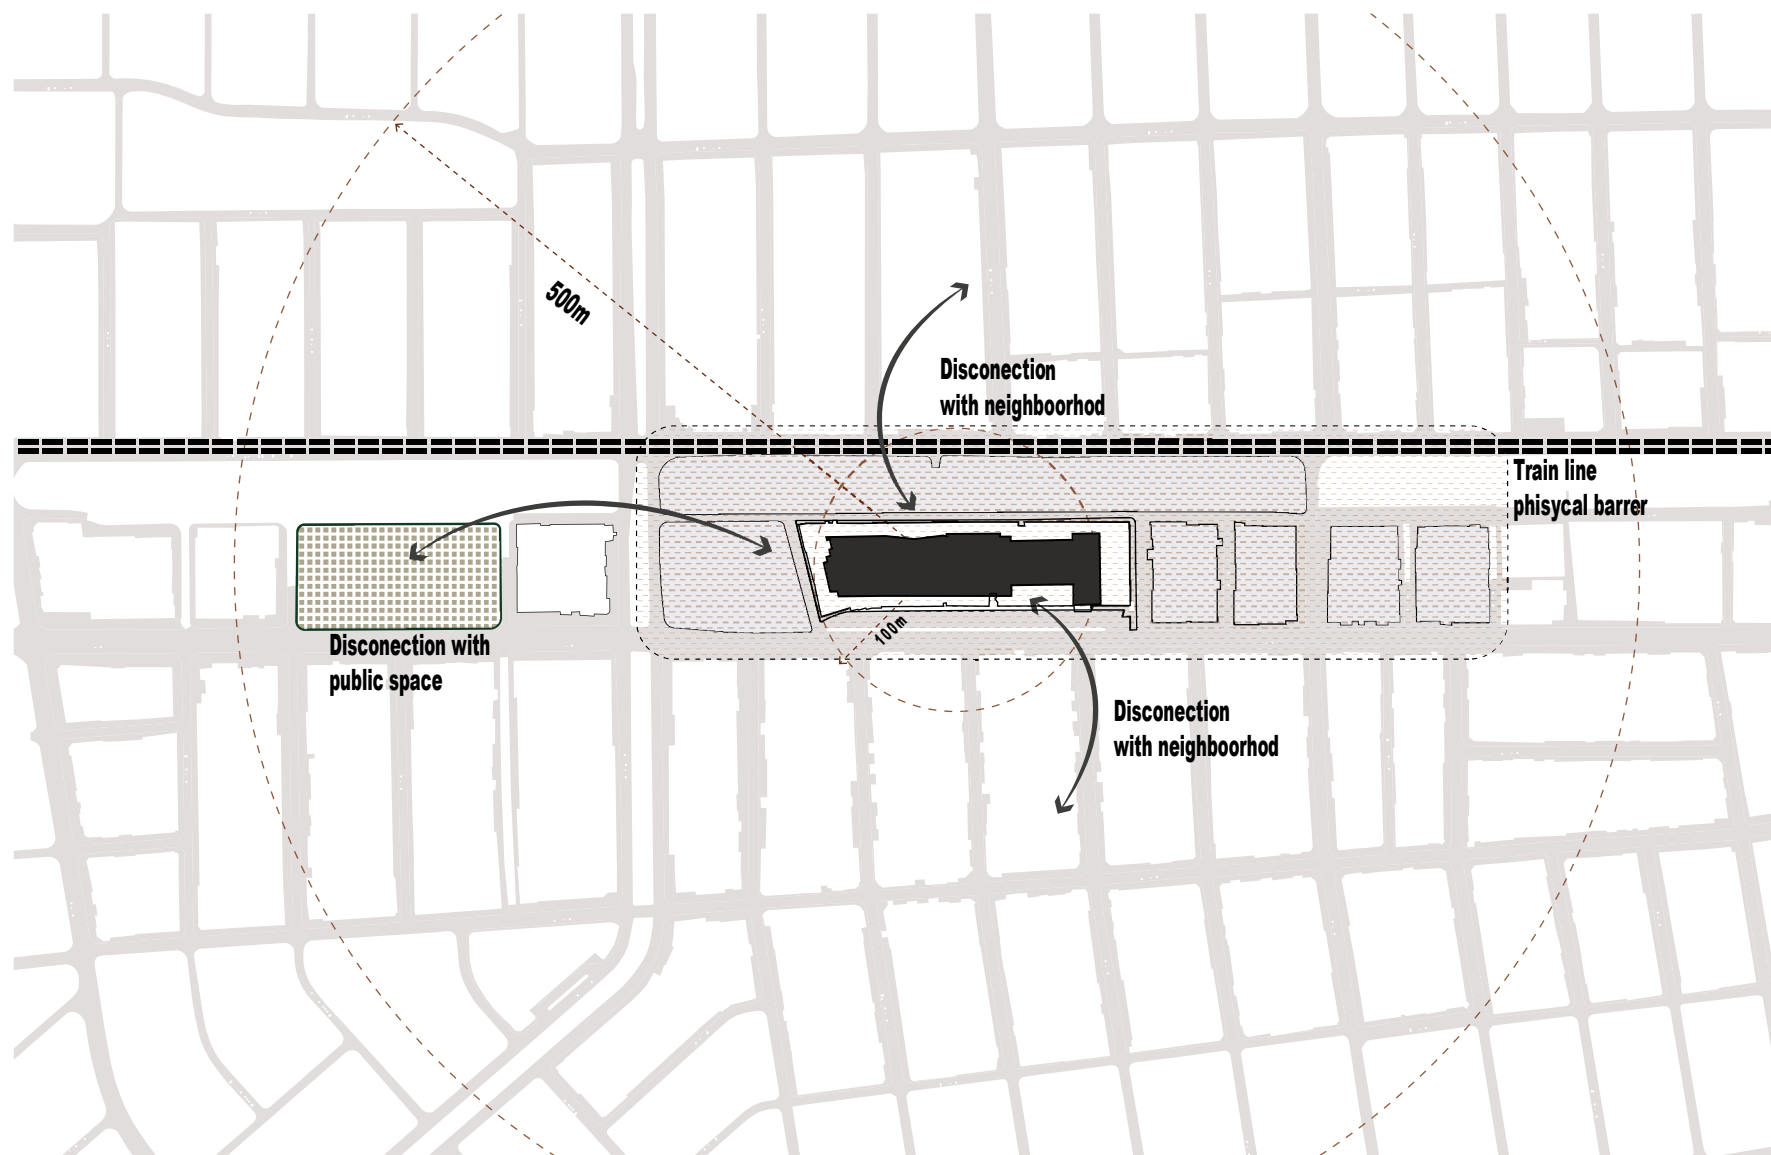 500m
Disconection
with neighboorhod
Train line
phisycal barrer
100m
Disconection with
public space
Disconection
with neighboorhod